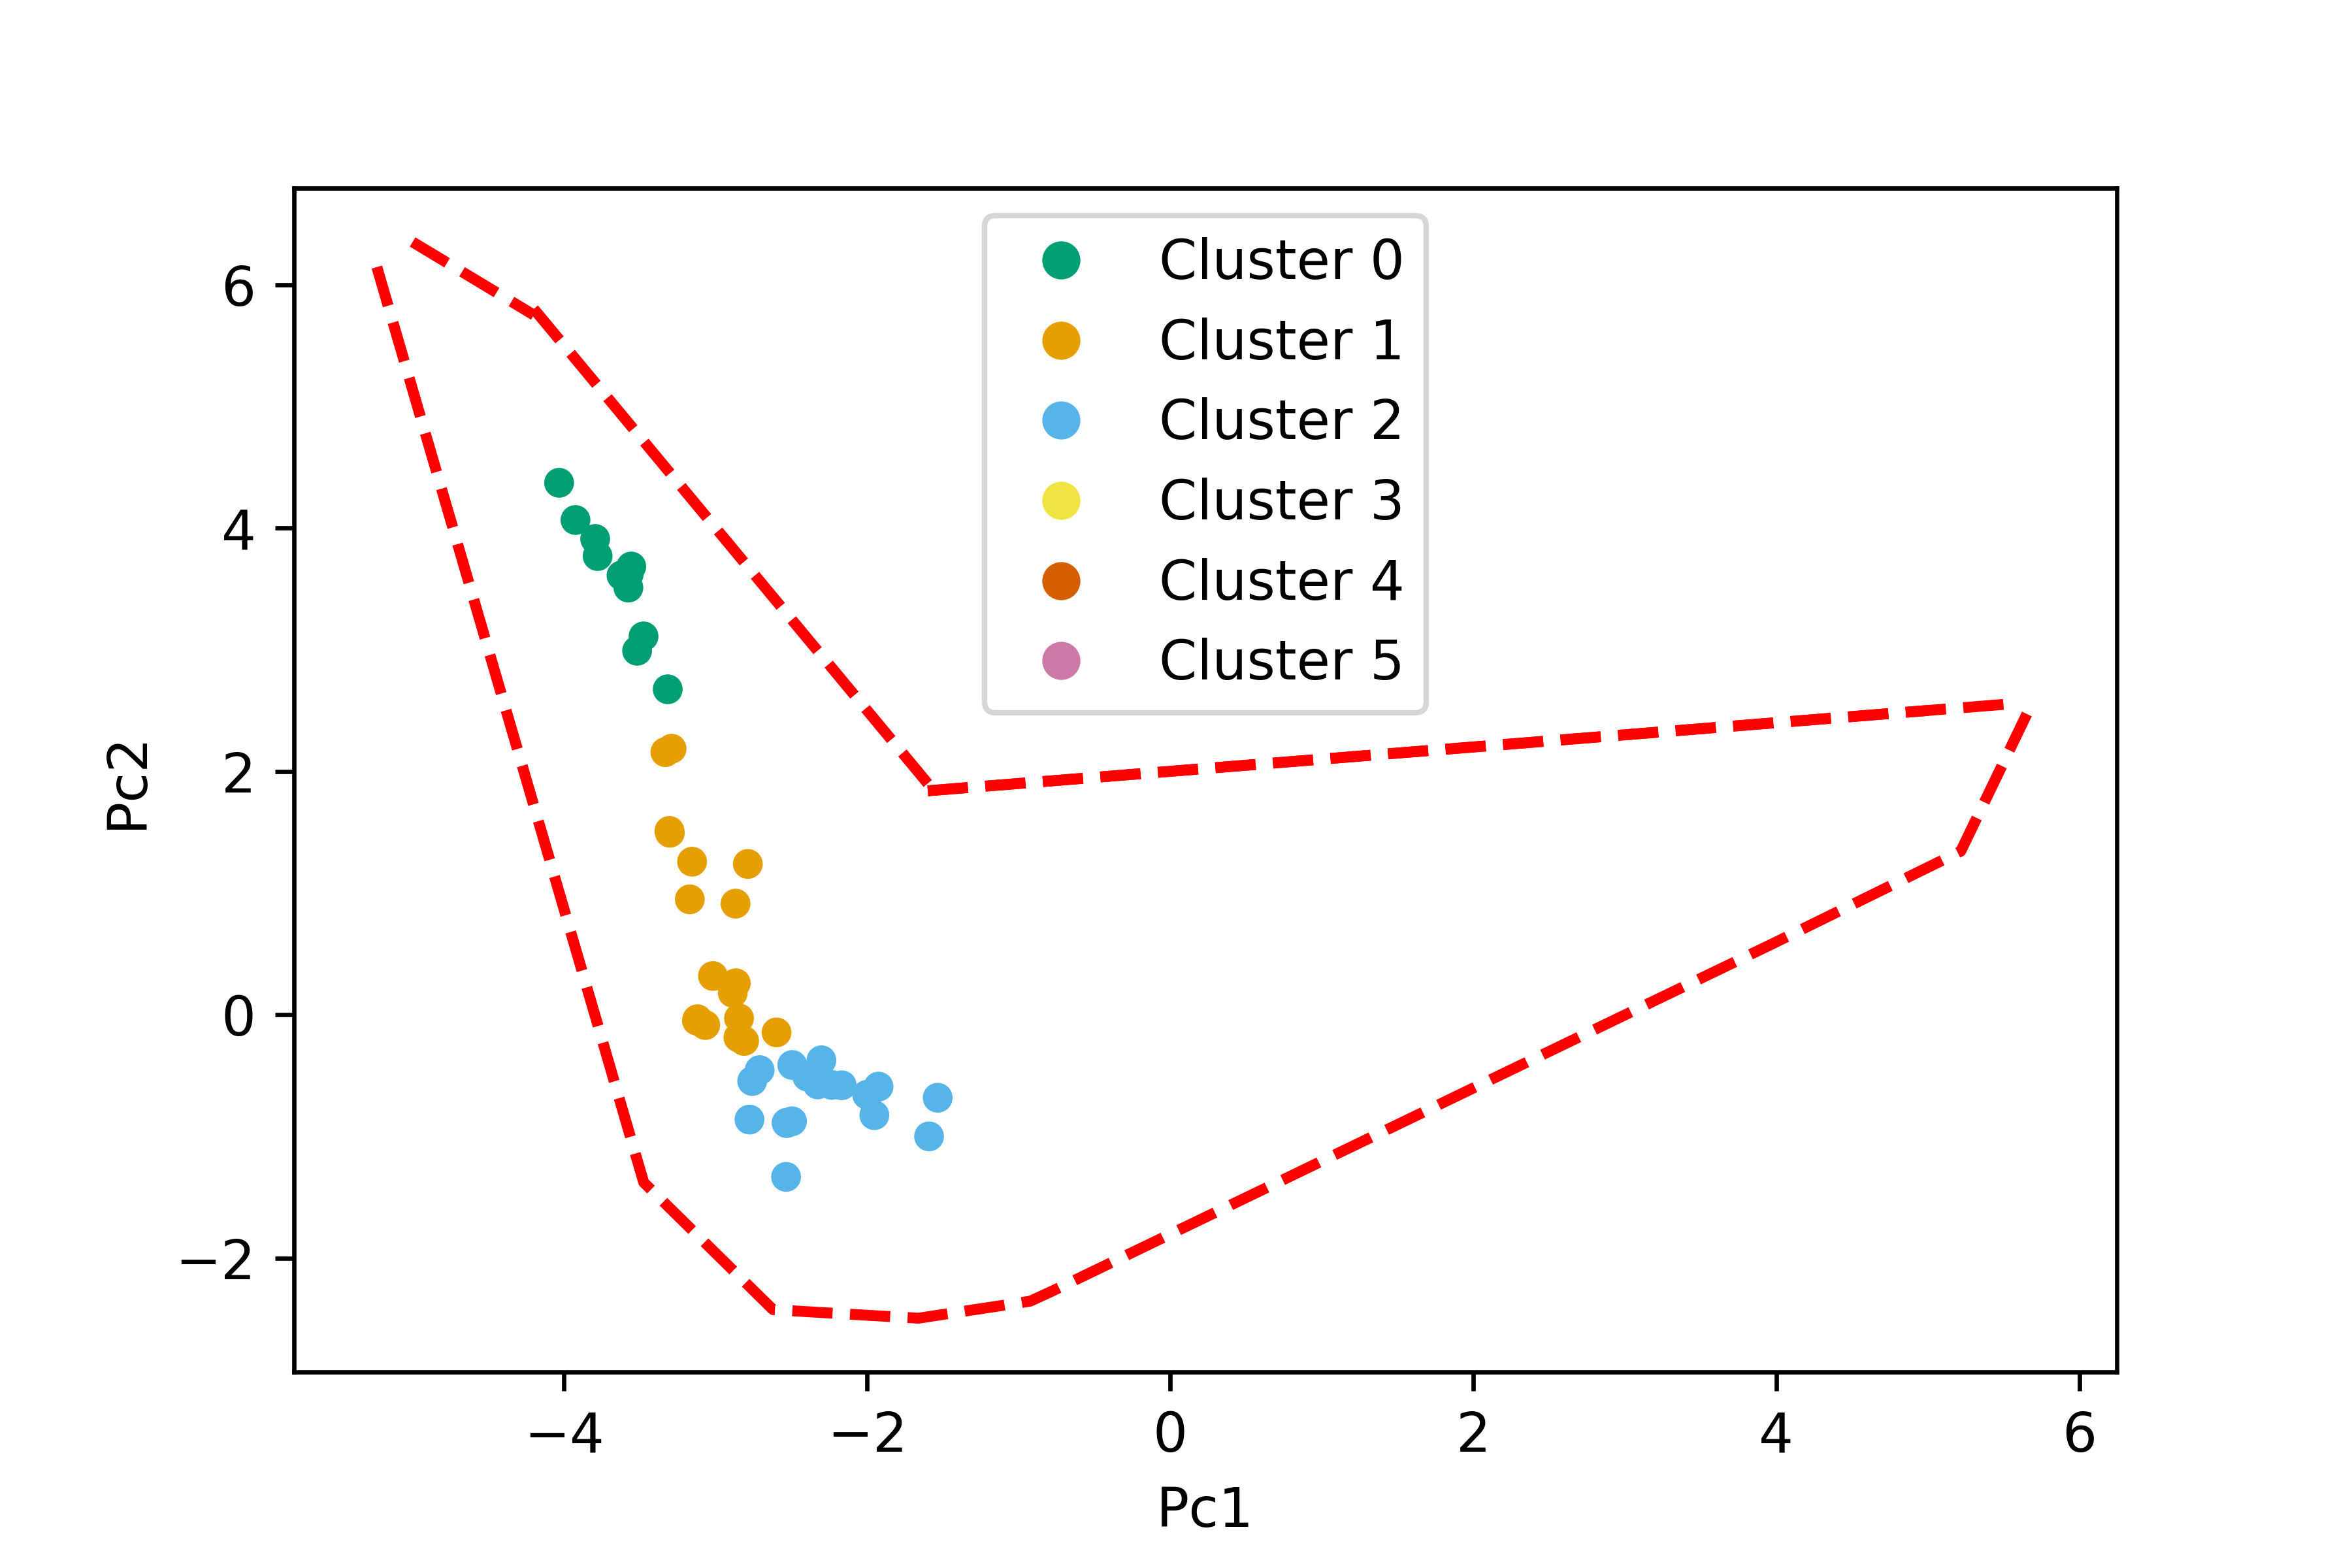 Cluster 0
Cluster 1
Cluster 2
Cluster 3
Cluster 4
Cluster 5
6
4
2
0
−2
Pc2
−4 −2 0 2 4 6
Pc1